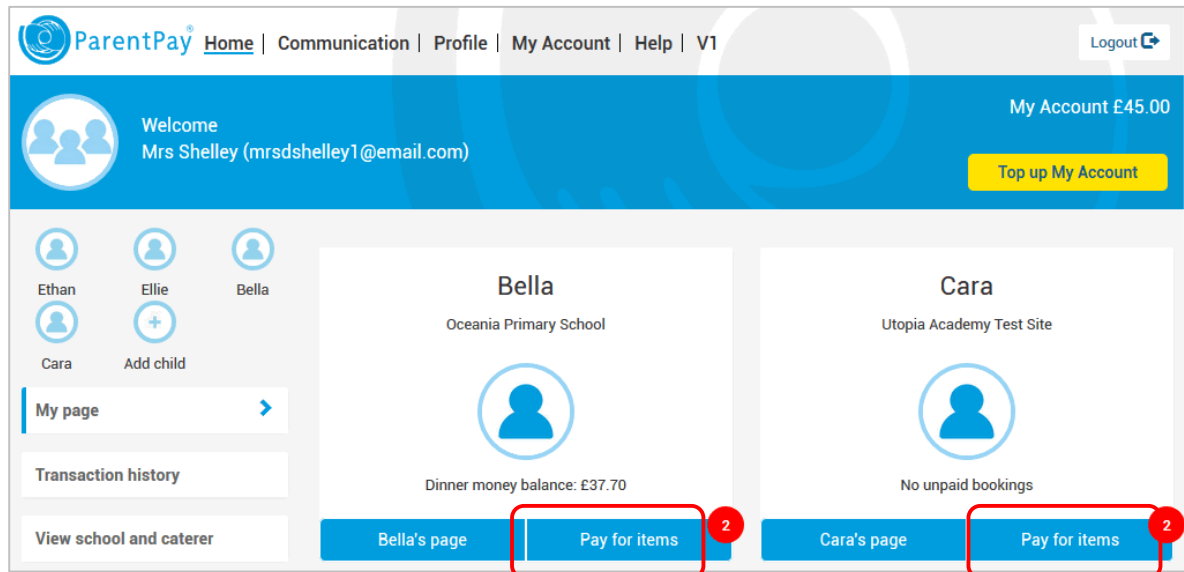 ParentPay®
Home | Communication | Profile | My Account | Help | V1
Logout
My Account £45.00
Welcome
Mrs Shelley (mrsdshelley1@email.com)
Top up My Account
Ethan Ellie Bella
Cara Add child
My page
Transaction history
View school and caterer
Bella
Oceania Primary School
Dinner money balance: £37.70
Bella's page Pay for items 2
Cara
Utopia Academy Test Site
No unpaid bookings
Cara's page Pay for items 2